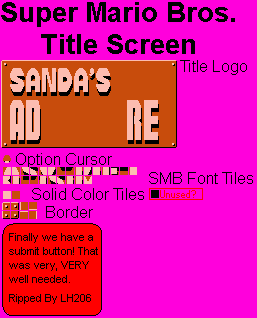 Super Mario Bros.
Title Screen
SANDA'S
AD RE
Title Logo
Option Cursor
SMB Font Tiles
Solid Color Tiles
Unused?
Border
Finally we have a
submit button! That
was very, VERY
well needed.
Ripped By LH206